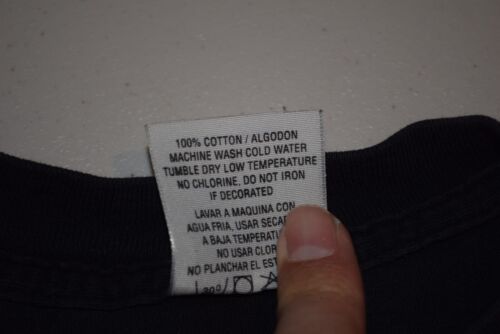 100% COTTON / ALGODON
MACHINE WASH COLD WATER
TUMBLE DRY LOW TEMPERATURE
NO CHLORINE, DO NOT IRON
IF DECORATED
LAVAR A MAQUINA CON
AGUA FRIA, USAR SECA
A BAJA TEMPERATU
NO USAR CLOR
NO PLANCHAR EL EST